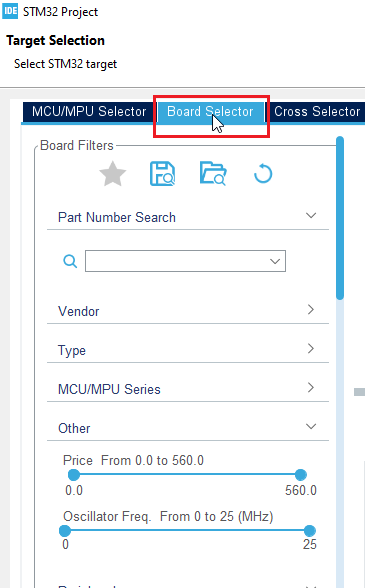 IDE STM32 Project
Target Selection
Select STM32 target
MCU/MPU Selector Board Selector Cross Selector
Board Filters
Part Number Search
Vendor
Type
MCU/MPU Series
Other
Price From 0.0 to 560.0
0.0 560.0
Oscillator Freq. From 0 to 25 (MHz)
0 25